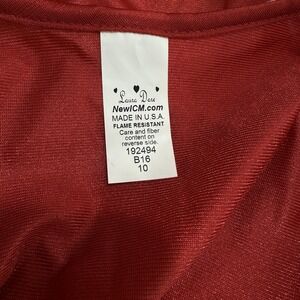 Laura Dare
NewICM.com
MADE IN U.S.A.
FLAME RESISTANT
Care and fiber
content on
reverse side.
192494
B16
10